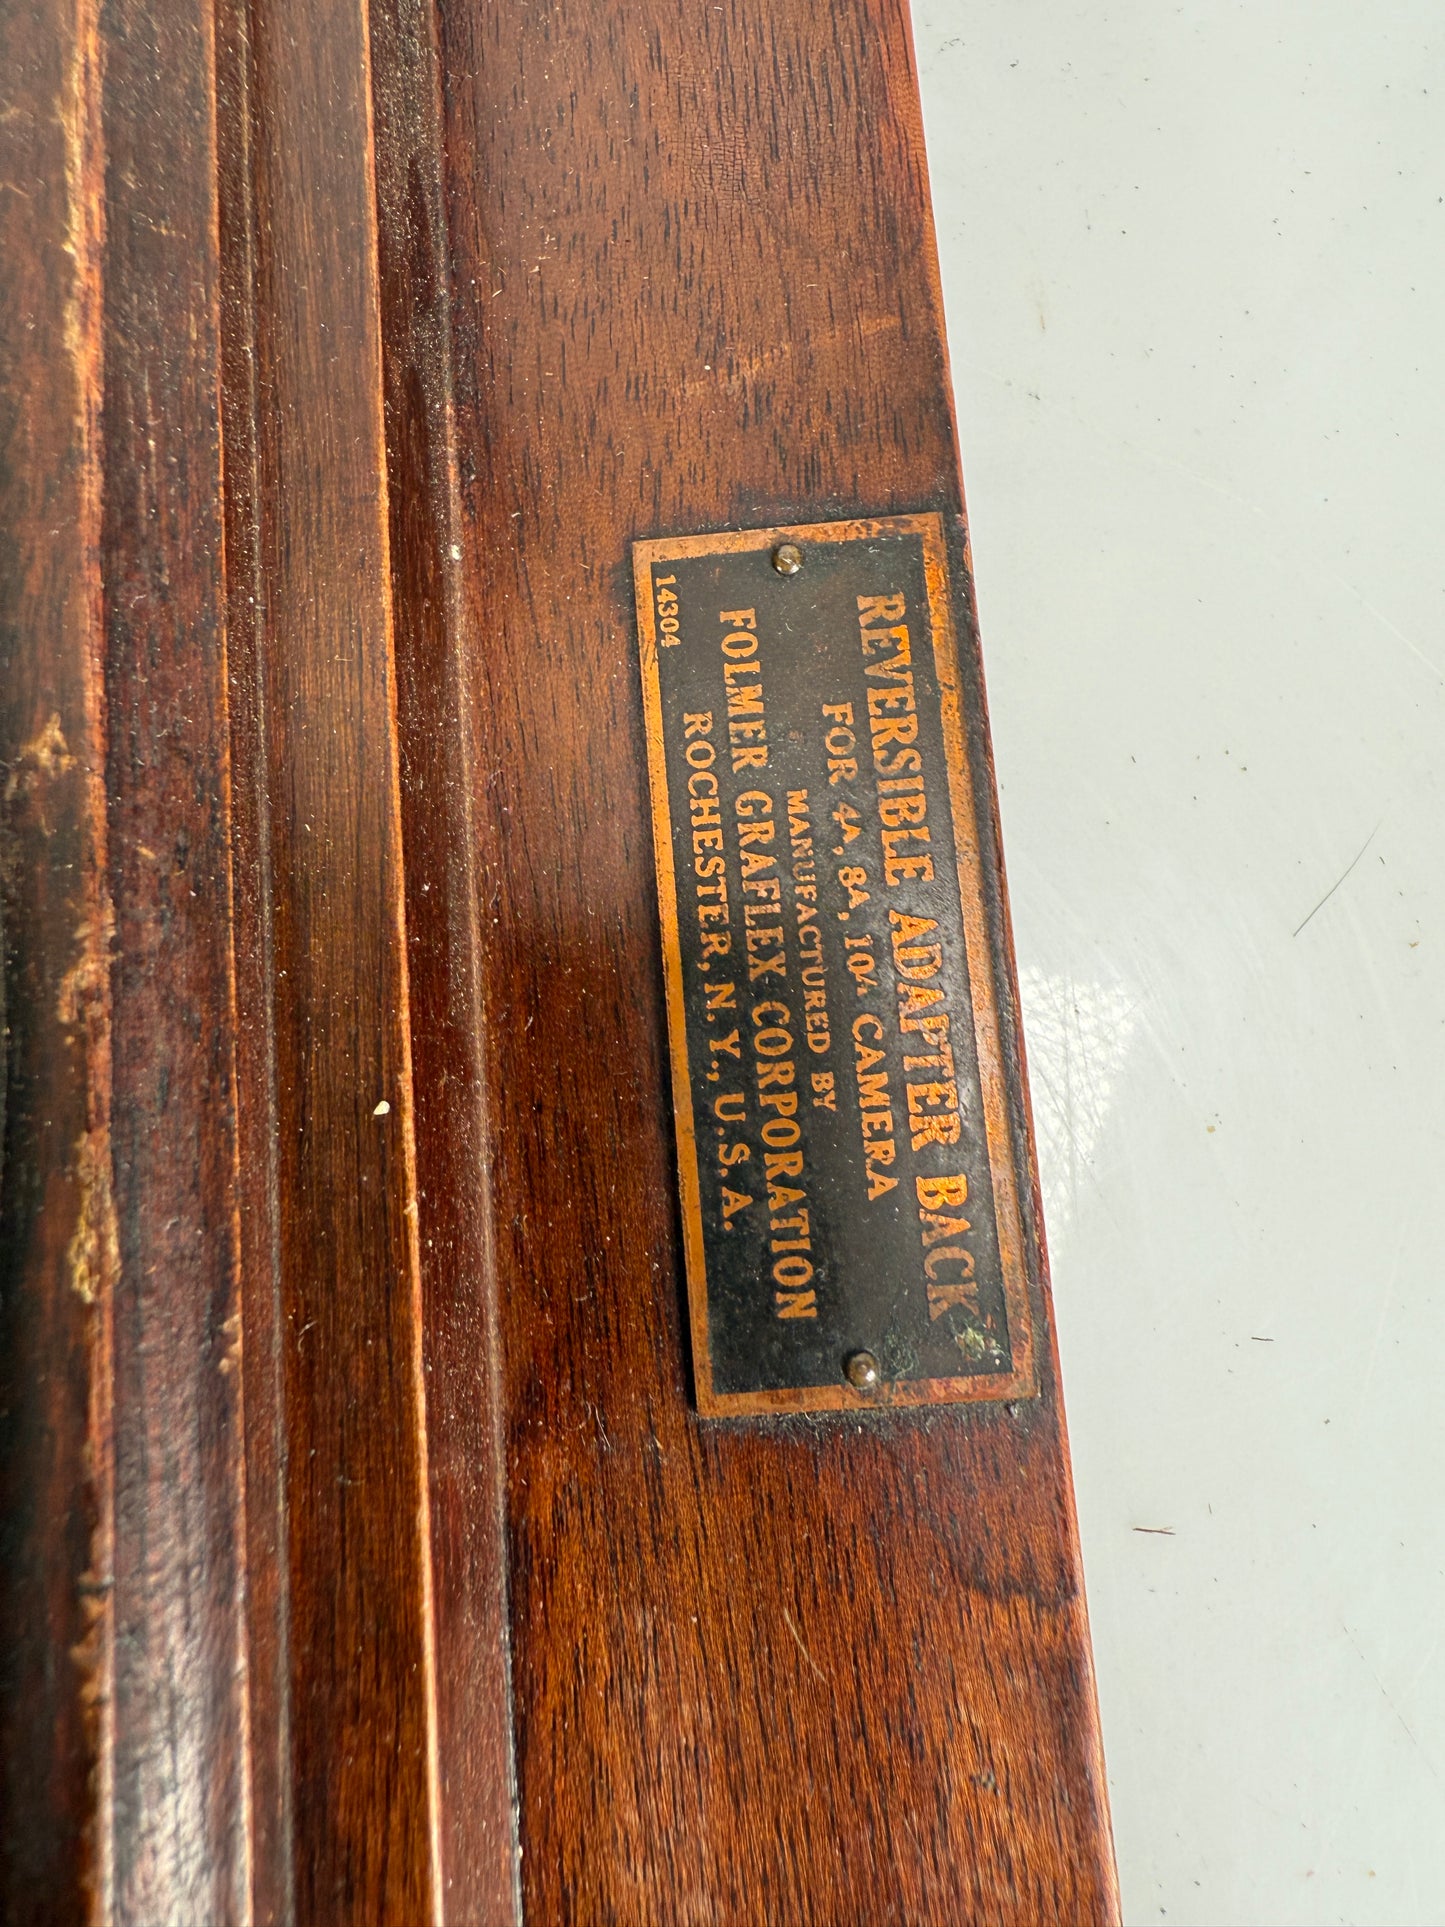 REVERSIBLE ADAPTER BACK
FOR 4A, 8A, 10A CAMERA
MANUFACTURED BY
FOLMER GRAFLEX CORPORATION
ROCHESTER, N. Y., U. S. A.
14304